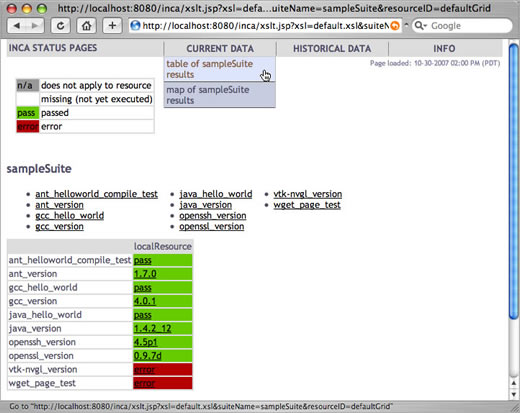 http://localhost:8080/inca/xslt.jsp?xsl=defa...uiteName=sampleSuite&resourceID=defaultGrid
http://localhost:8080/inca/xslt.jsp?xsl=default.xsl&suiteN
Google
INCA STATUS PAGES CURRENT DATA HISTORICAL DATA INFO
table of sampleSuite results
Page loaded: 10-30-2007 02:00 PM (PDT)
map of sampleSuite results
n/a does not apply to resource
missing (not yet executed)
pass passed
error error
sampleSuite
ant_helloworld_compile_test java_hello_world vtk-nvgl_version
ant_version java_version wget_page_test
gcc_hello_world openssh_version
gcc_version openssl_version
localResource
ant_helloworld_compile_test pass
ant_version 1.7.0
gcc_hello_world pass
gcc_version 4.0.1
java_hello_world pass
java_version 1.4.2_12
openssh_version 4.5p1
openssl_version 0.9.7d
vtk-nvgl_version error
wget_page_test error
Go to "http://localhost:8080/inca/xslt.jsp?xsl=default.xsl&suiteName=sampleSuite&resourceID=defaultGrid"